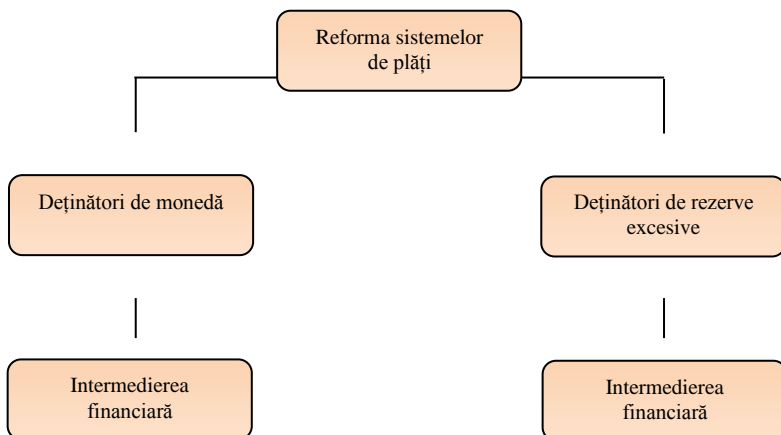 Reforma sistemelor
de plăți
Deținători de monedă
Deținători de rezerve
excesive
Intermedierea
financiară
Intermedierea
financiară